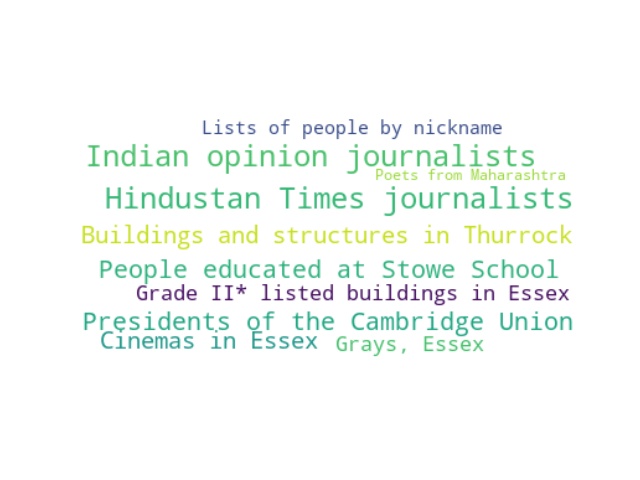 Lists of people by nickname
Indian opinion journalists
Poets from Maharashtra
Hindustan Times journalists
Buildings and structures in Thurrock
People educated at Stowe School
Grade II* listed buildings in Essex
Presidents of the Cambridge Union
Cinemas in Essex
Grays, Essex